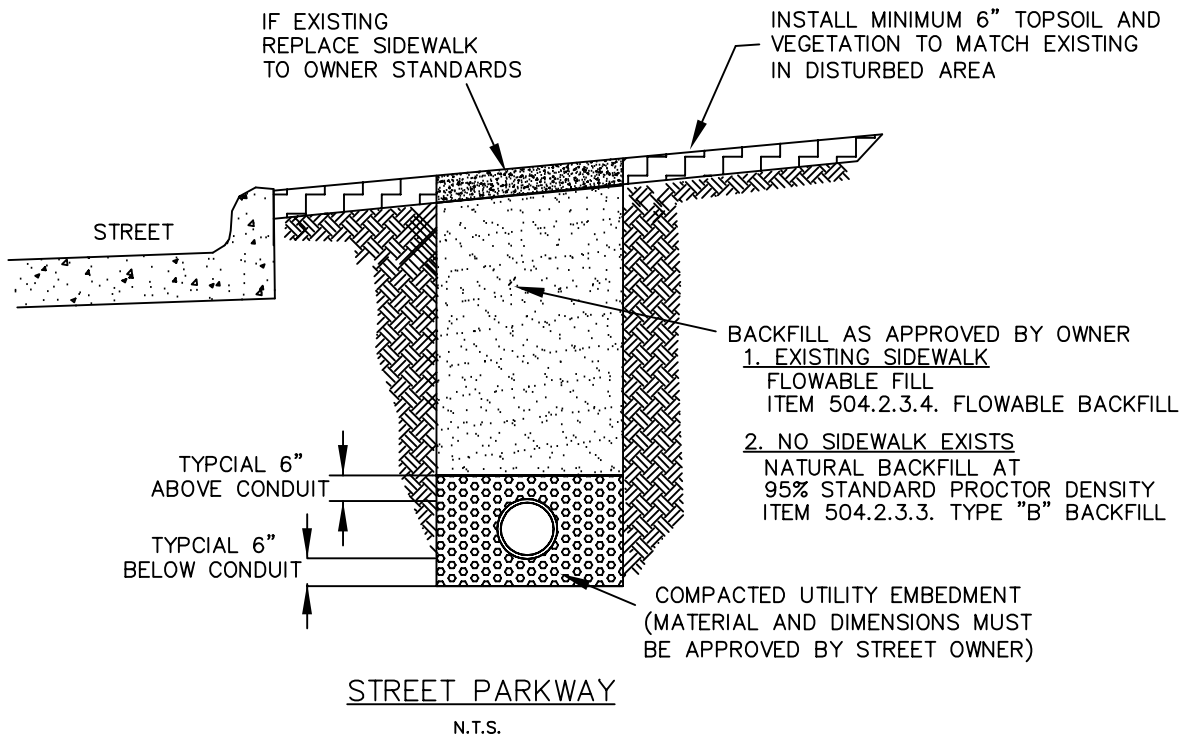 IF EXISTING
REPLACE SIDEWALK
TO OWNER STANDARDS
INSTALL MINIMUM 6” TOPSOIL AND
VEGETATION TO MATCH EXISTING
IN DISTURBED AREA
STREET
BACKFILL AS APPROVED BY OWNER
1. EXISTING SIDEWALK
FLOWABLE FILL
ITEM 504.2.3.4. FLOWABLE BACKFILL
2. NO SIDEWALK EXISTS
NATURAL BACKFILL AT
95% STANDARD PROCTOR DENSITY
ITEM 504.2.3.3. TYPE "B" BACKFILL
TYPCIAL 6”
ABOVE CONDUIT
TYPCIAL 6”
BELOW CONDUIT
COMPACTED UTILITY EMBEDMENT
(MATERIAL AND DIMENSIONS MUST
BE APPROVED BY STREET OWNER)
STREET PARKWAY
N.T.S.